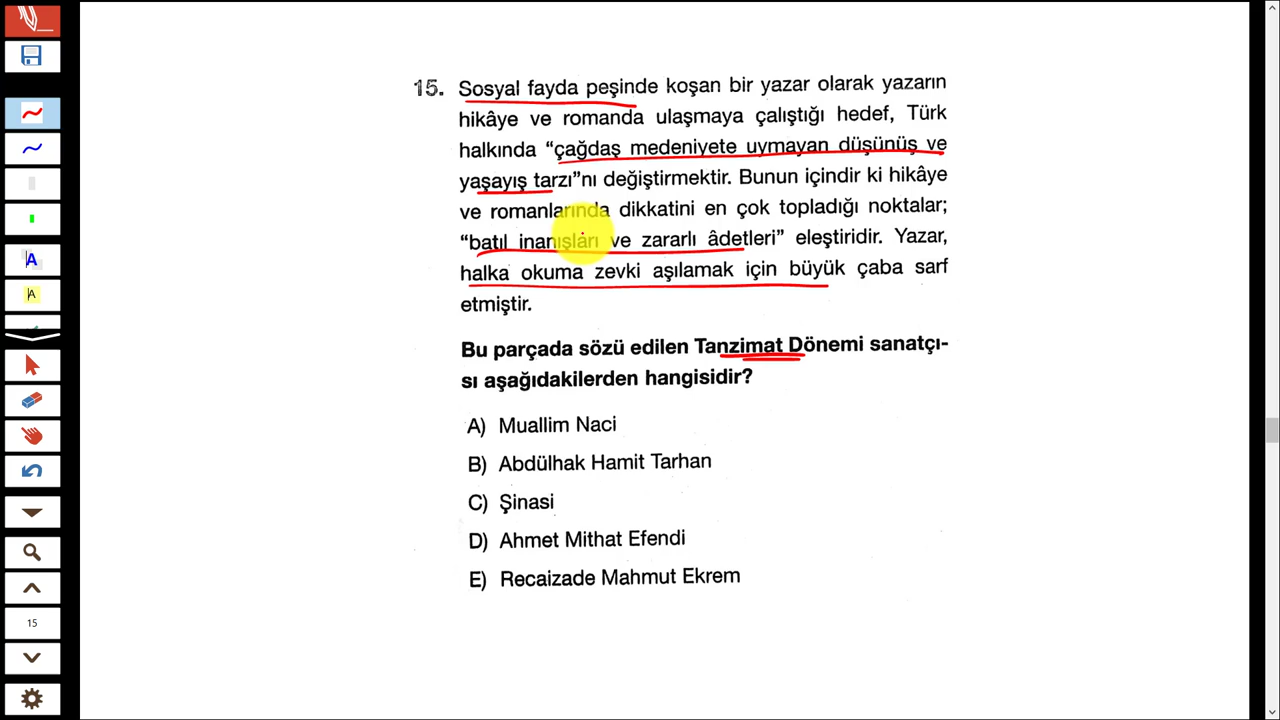 15. Sosyal fayda peşinde koşan bir yazar olarak yazarın
hikâye ve romanda ulaşmaya çalıştığı hedef, Türk
halkında “çağdaş medeniyete uymayan düşünüş ve
yaşayış tarzı”nı değiştirmektir. Bunun içindir ki hikâye
ve romanlarında dikkatini en çok topladığı noktalar;
“batıl inanışları ve zararlı âdetleri” eleştiridir. Yazar,
halka okuma zevki aşılamak için büyük çaba sarf
etmiştir.
Bu parçada sözü edilen Tanzimat Dönemi sanatçı-
sı aşağıdakilerden hangisidir?
A) Muallim Naci
B) Abdülhak Hamit Tarhan
C) Şinasi
D) Ahmet Mithat Efendi
E) Recaizade Mahmut Ekrem
A
A
15